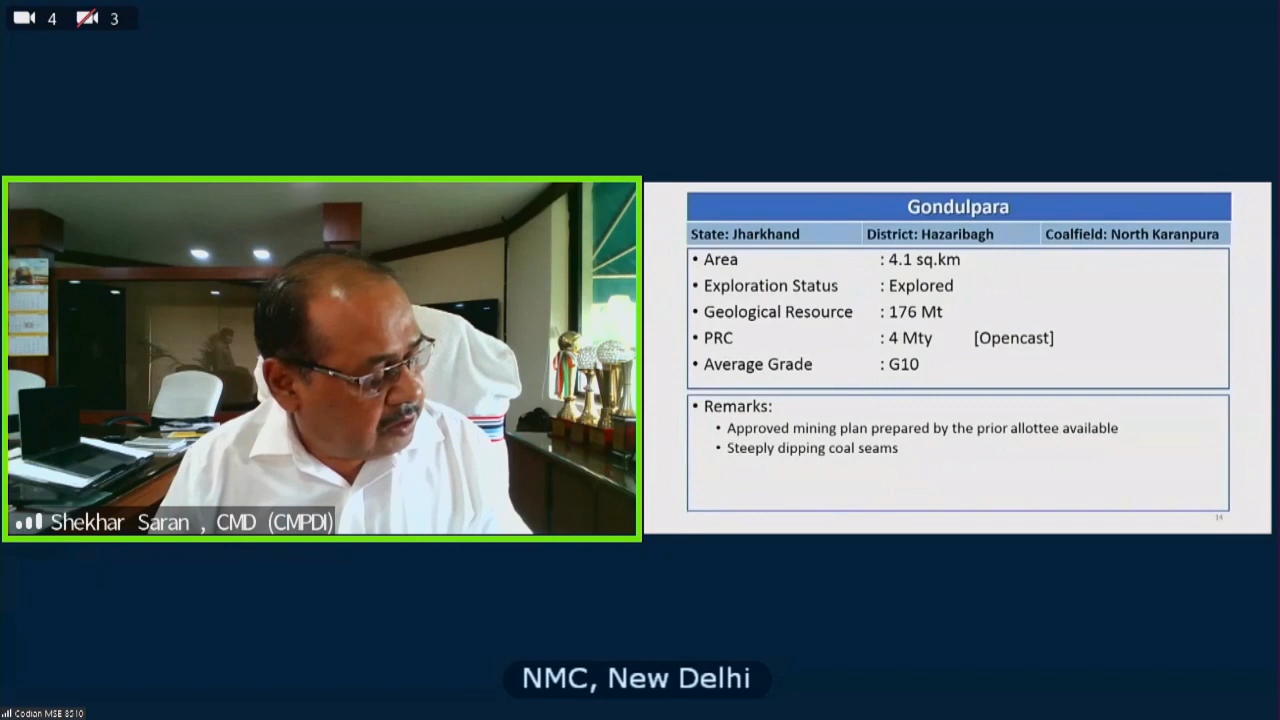 4 3
Gondulpara
State: Jharkhand District: Hazaribagh Coalfield: North Karanpura
• Area : 4.1 sq.km
• Exploration Status : Explored
• Geological Resource : 176 Mt
• PRC : 4 Mty [Opencast]
• Average Grade : G10
• Remarks:
• Approved mining plan prepared by the prior allottee available
• Steeply dipping coal seams
14
Shekhar Saran , CMD (CMPDI)
NMC, New Delhi
Codian MSE 8510